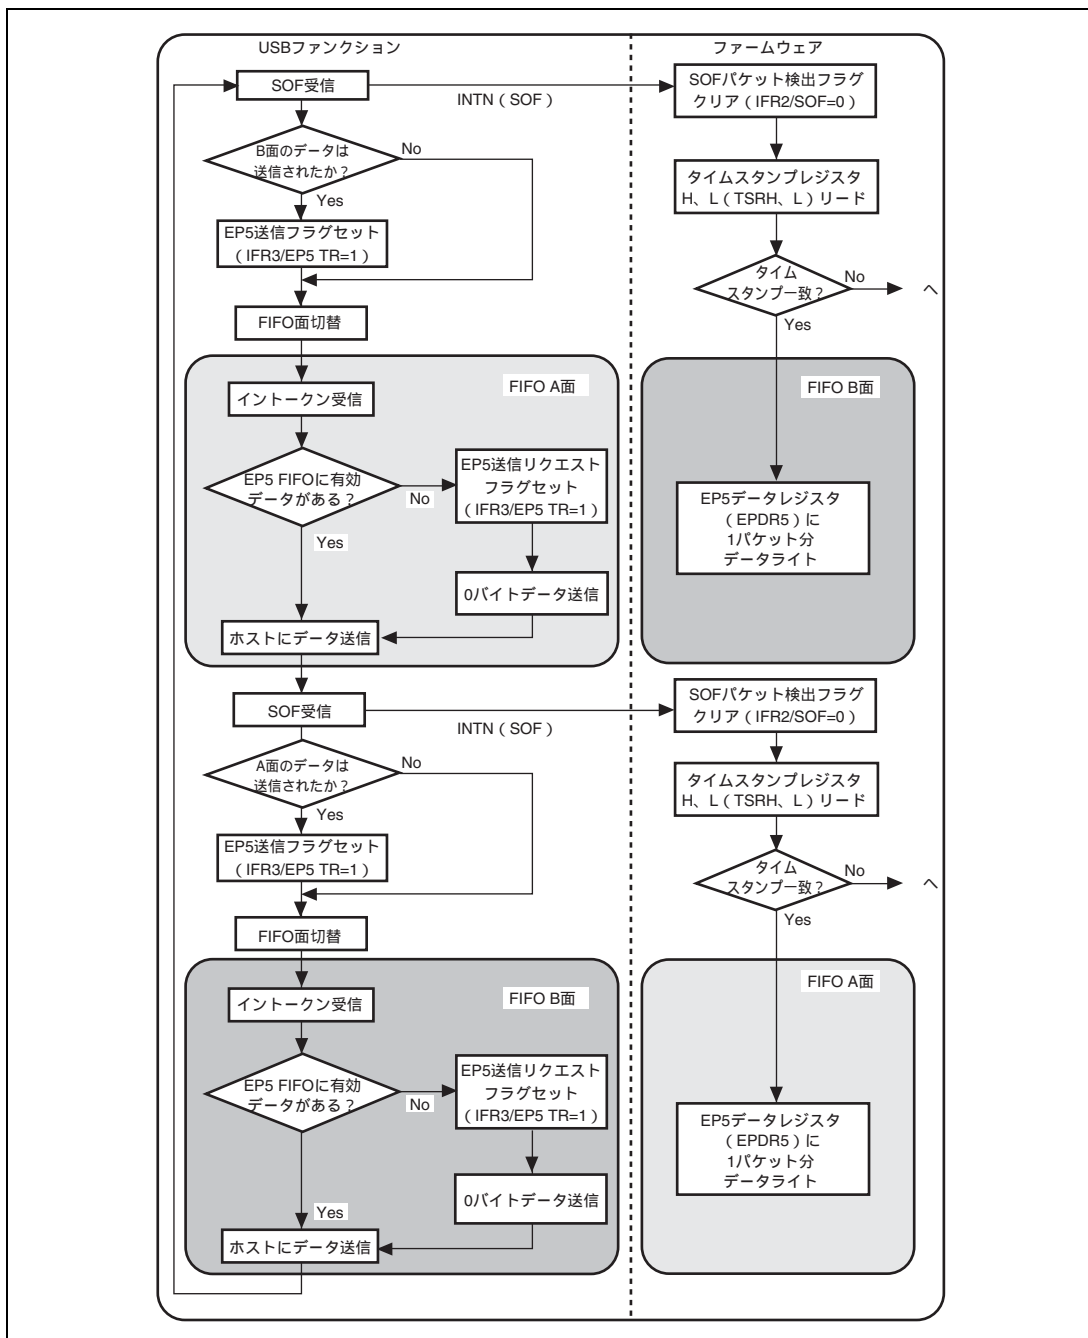 USBファンクション
ファームウェア
SOF受信
INTN（SOF）
SOFパケット検出フラグ
クリア（IFR2/SOF=0）
B面のデータは
送信されたか？
No
Yes
タイムスタンプレジスタ
H、L（TSRH、L）リード
EP5送信フラグセット
（IFR3/EP5 TR=1）
タイム
スタンプ一致？
No
へ
Yes
FIFO面切替
FIFO A面
イントークン受信
EP5 FIFOに有効
データがある？
No
Yes
EP5送信リクエスト
フラグセット
（IFR3/EP5 TR=1）
0バイトデータ送信
ホストにデータ送信
FIFO B面
EP5データレジスタ
（EPDR5）に
1パケット分
データライト
SOF受信
INTN（SOF）
SOFパケット検出フラグ
クリア（IFR2/SOF=0）
A面のデータは
送信されたか？
No
Yes
タイムスタンプレジスタ
H、L（TSRH、L）リード
EP5送信フラグセット
（IFR3/EP5 TR=1）
タイム
スタンプ一致？
No
へ
Yes
FIFO面切替
FIFO B面
イントークン受信
EP5 FIFOに有効
データがある？
No
Yes
EP5送信リクエスト
フラグセット
（IFR3/EP5 TR=1）
0バイトデータ送信
ホストにデータ送信
FIFO A面
EP5データレジスタ
（EPDR5）に
1パケット分
データライト